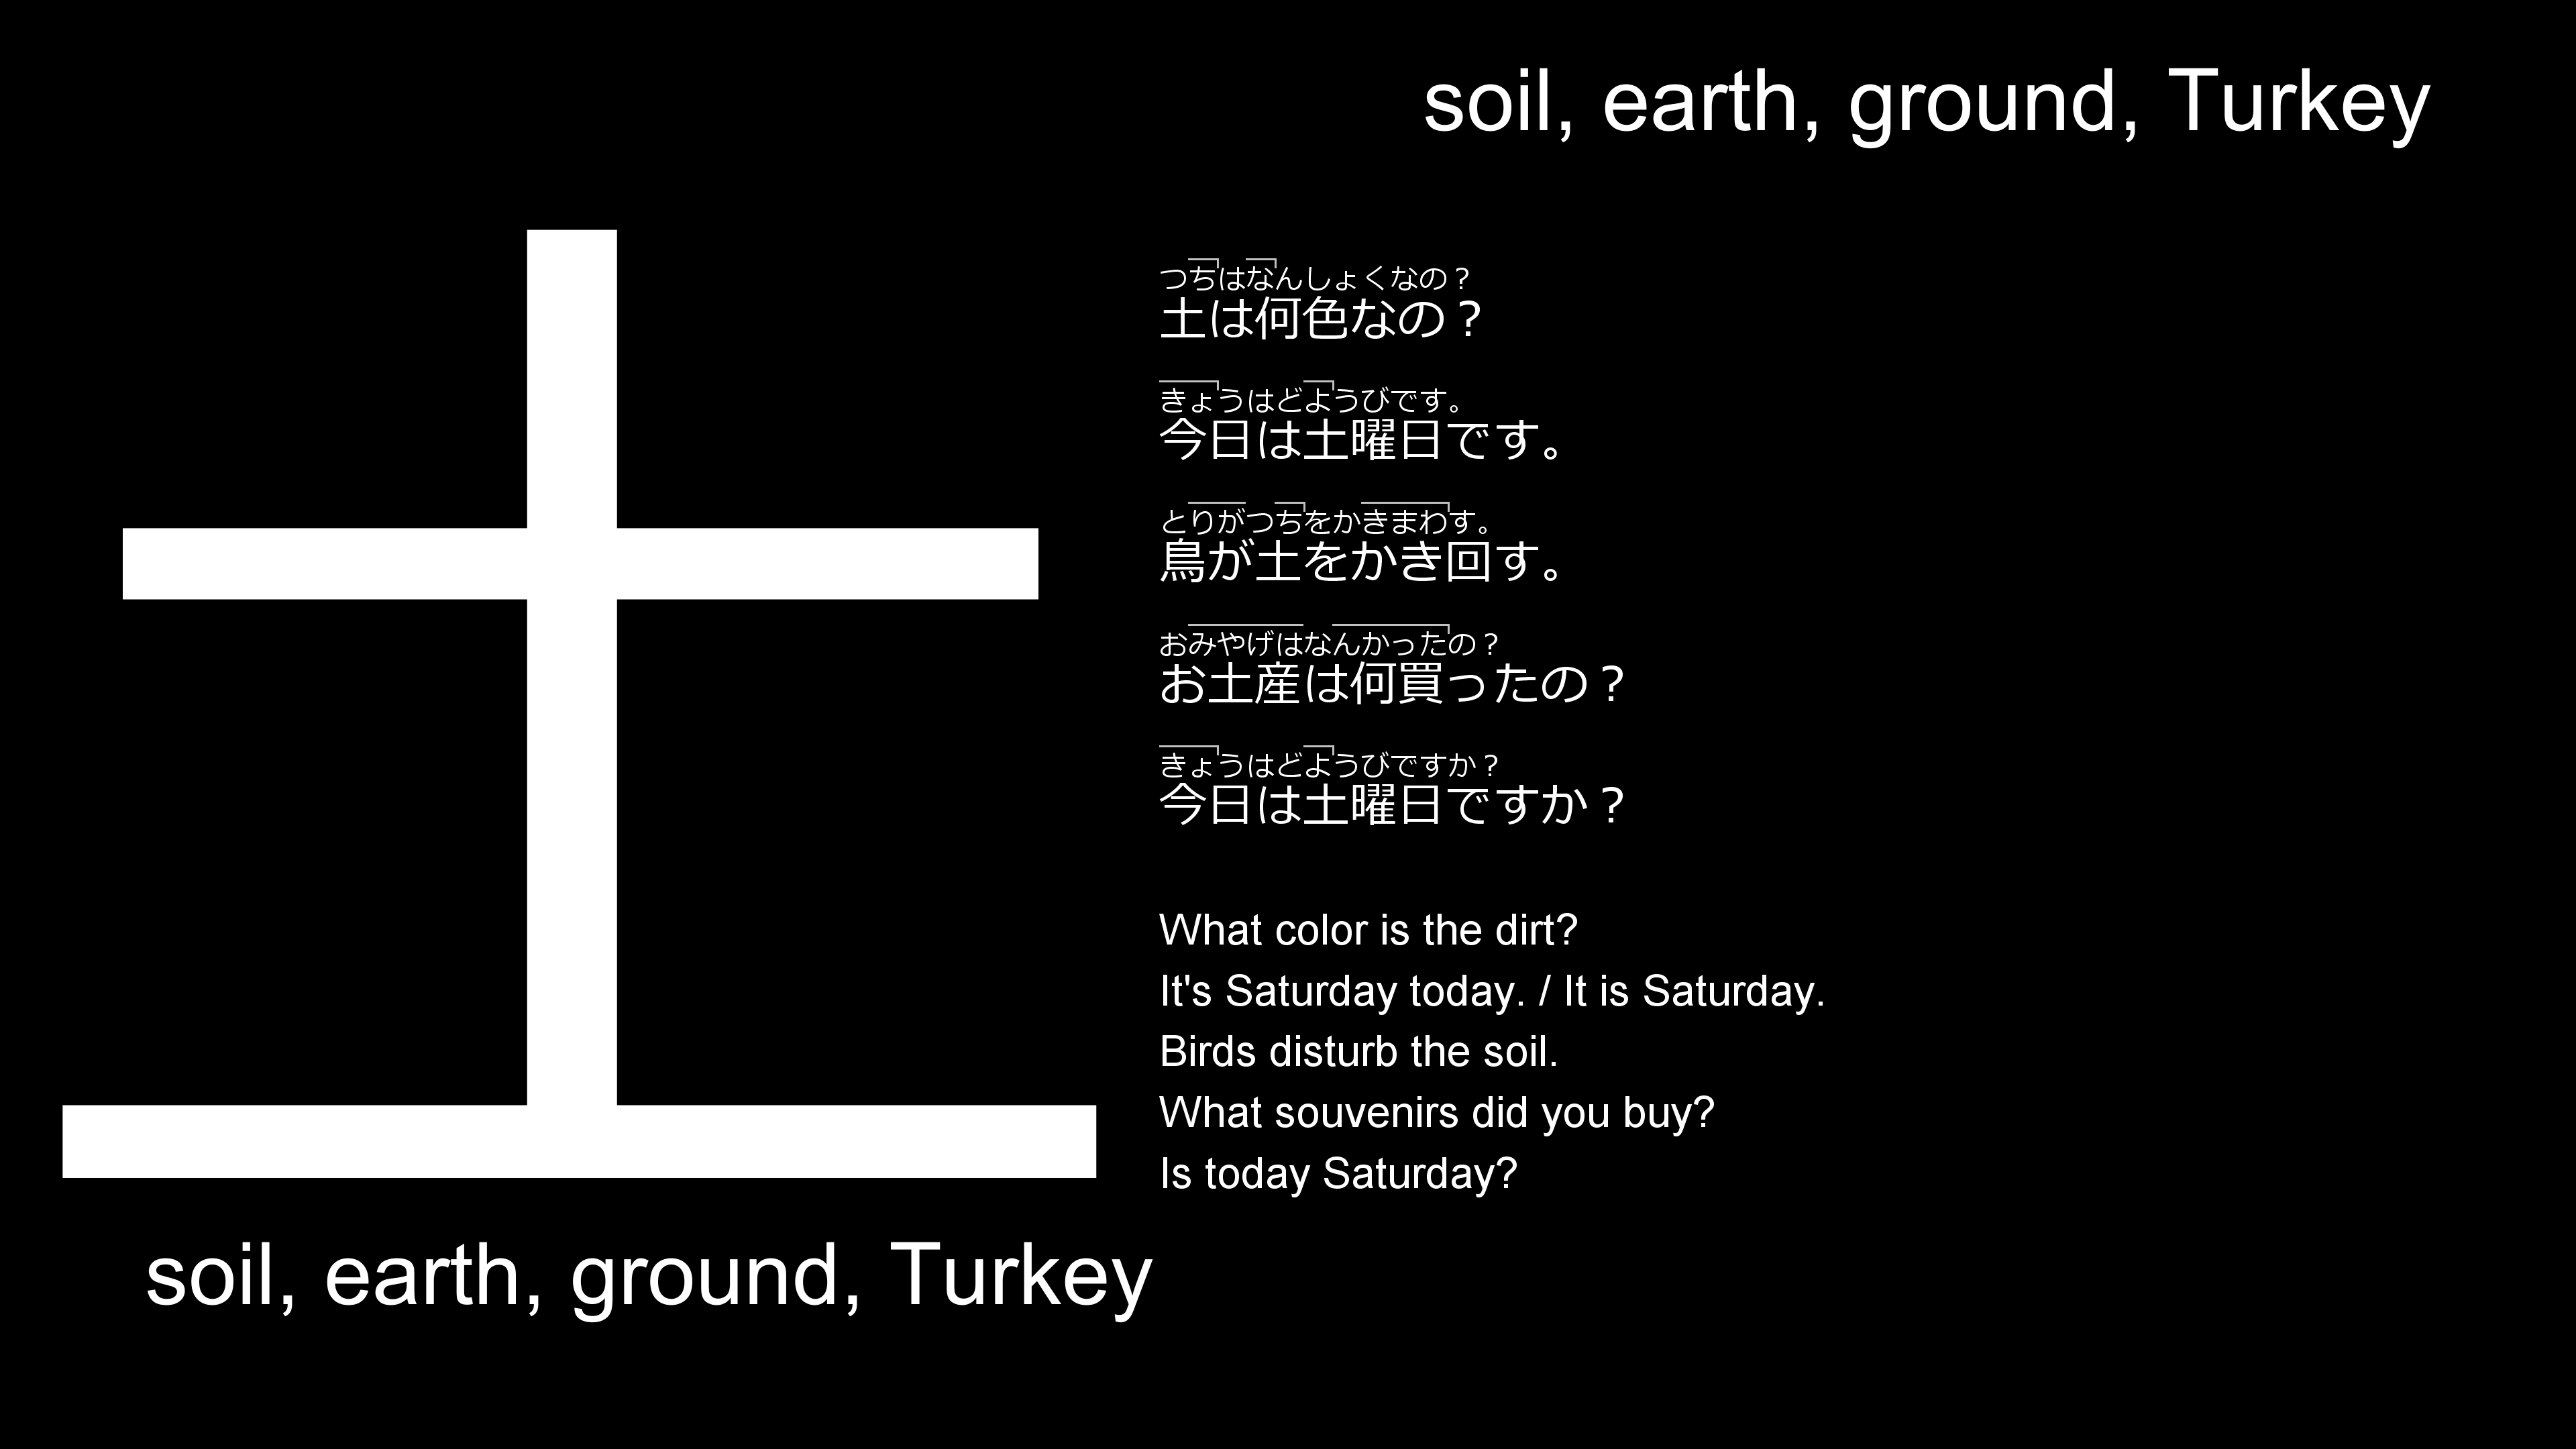 soil, earth, ground, Turkey
土
つちはなんしょくなの？
土は何色なの？
きょうはどようびです。
今日は土曜日です。
とりがつちをかきまわす。
鳥が土をかき回す。
おみやげはなんかったの？
お土産は何買ったの？
きょうはどようびですか？
今日は土曜日ですか？
What color is the dirt?
It's Saturday today. / It is Saturday.
Birds disturb the soil.
What souvenirs did you buy?
Is today Saturday?
soil, earth, ground, Turkey